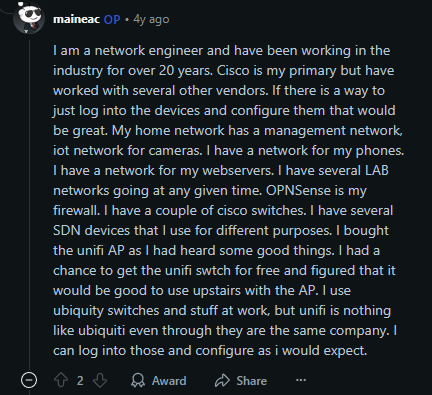 maineac OP • 4y ago
I am a network engineer and have been working in the
industry for over 20 years. Cisco is my primary but have
worked with several other vendors. If there is a way to
just log into the devices and configure them that would
be great. My home network has a management network,
iot network for cameras. I have a network for my phones.
I have a network for my webservers. I have several LAB
networks going at any given time. OPNSense is my
firewall. I have a couple of cisco switches. I have several
SDN devices that I use for different purposes. I bought
the unifi AP as I had heard some good things. I had a
chance to get the unifi swtch for free and figured that it
would be good to use upstairs with the AP. I use
ubiquity switches and stuff at work, but unifi is nothing
like ubiquiti even through they are the same company. I
can log into those and configure as i would expect.
2 Award Share ...